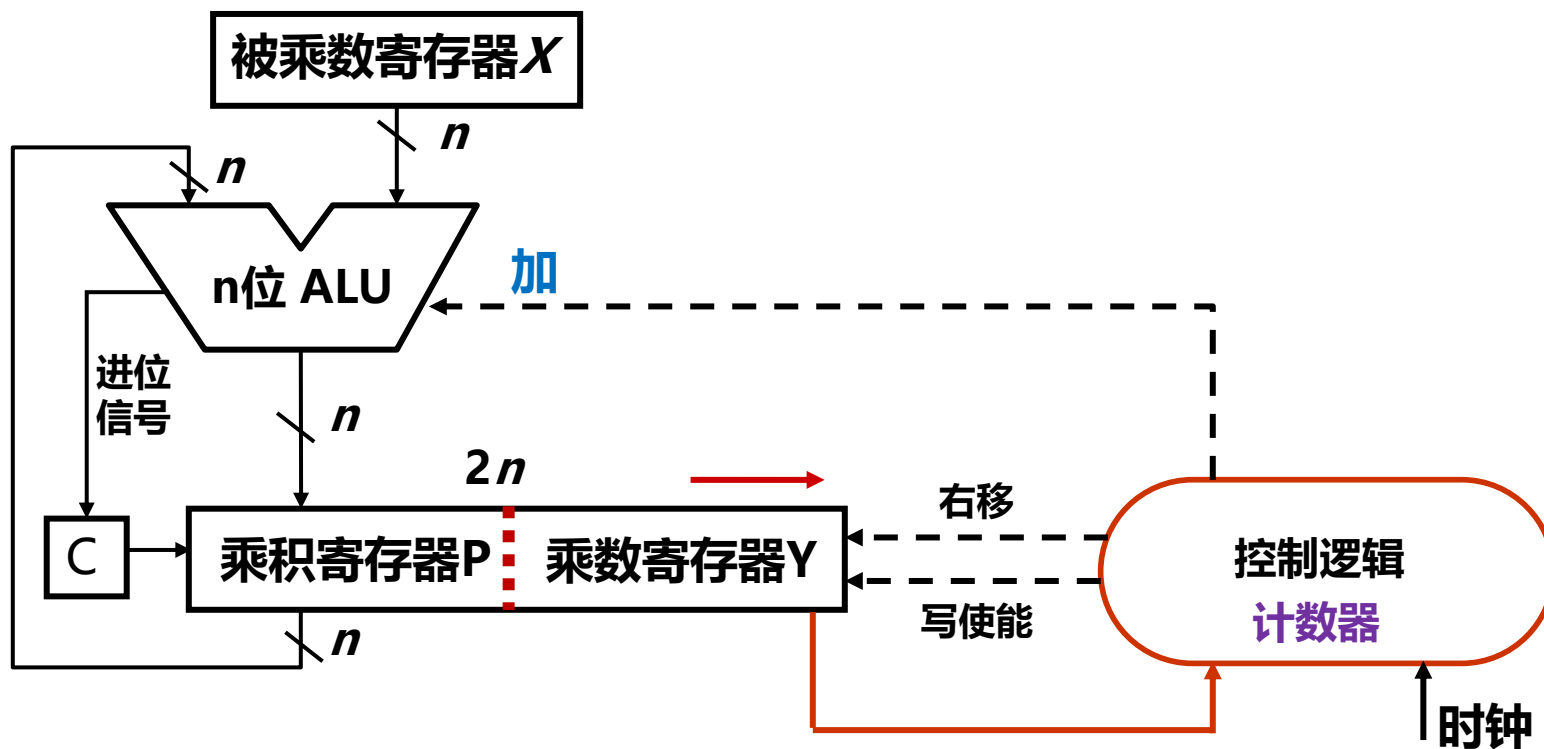 被乘数寄存器X
n
n
n位 ALU
加
进位
信号
n
2n
C
乘积寄存器P
乘数寄存器Y
右移
写使能
控制逻辑
计数器
n
时钟